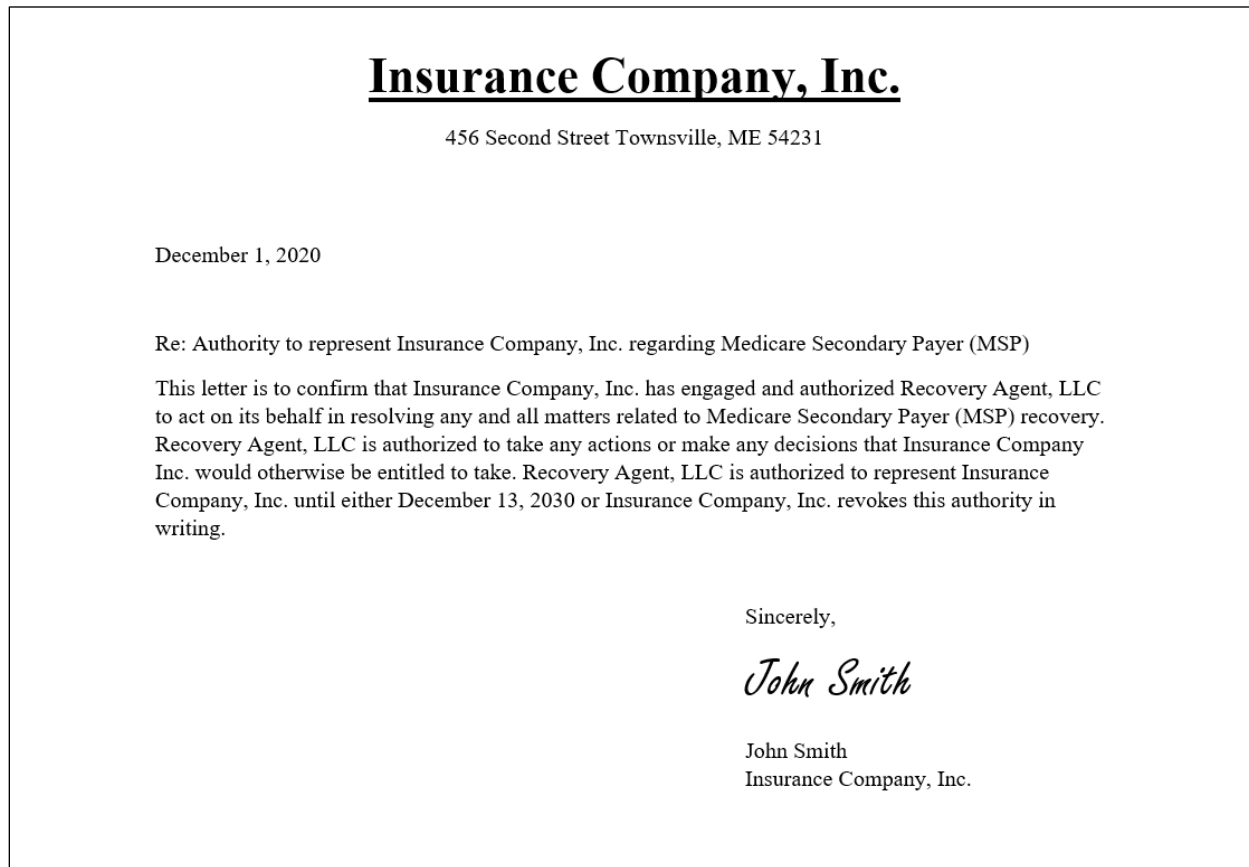 Insurance Company, Inc.
456 Second Street Townsville, ME 54231
December 1, 2020
Re: Authority to represent Insurance Company, Inc. regarding Medicare Secondary Payer (MSP)
This letter is to confirm that Insurance Company, Inc. has engaged and authorized Recovery Agent, LLC
to act on its behalf in resolving any and all matters related to Medicare Secondary Payer (MSP) recovery.
Recovery Agent, LLC is authorized to take any actions or make any decisions that Insurance Company
Inc. would otherwise be entitled to take. Recovery Agent, LLC is authorized to represent Insurance
Company, Inc. until either December 13, 2030 or Insurance Company, Inc. revokes this authority in
writing.
Sincerely,
John Smith
John Smith
Insurance Company, Inc.